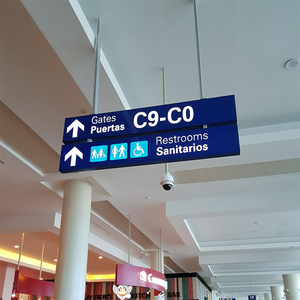 Gates
Puertas
C9-C0
Restrooms
Sanitarios